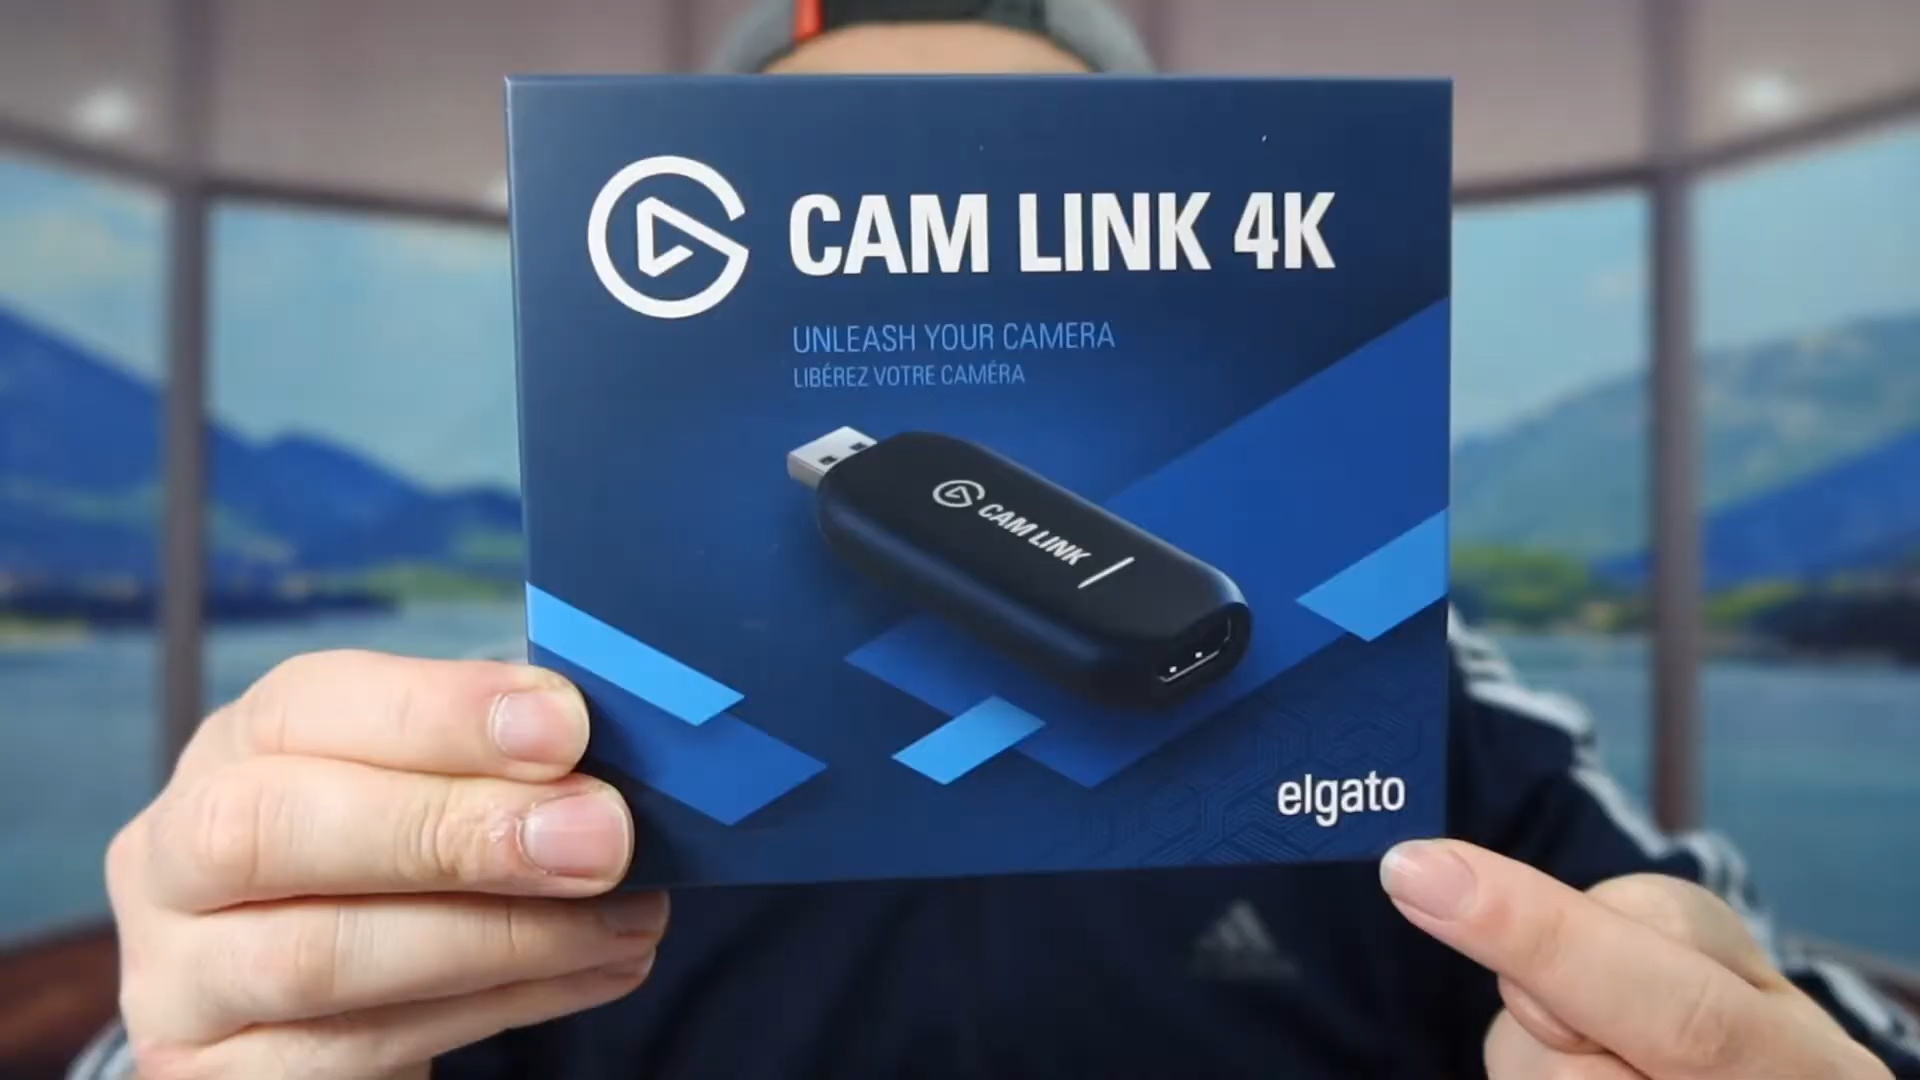 CAM LINK 4K
UNLEASH YOUR CAMERA
LIBÉREZ VOTRE CAMÉRA
CAM LINK
elgato